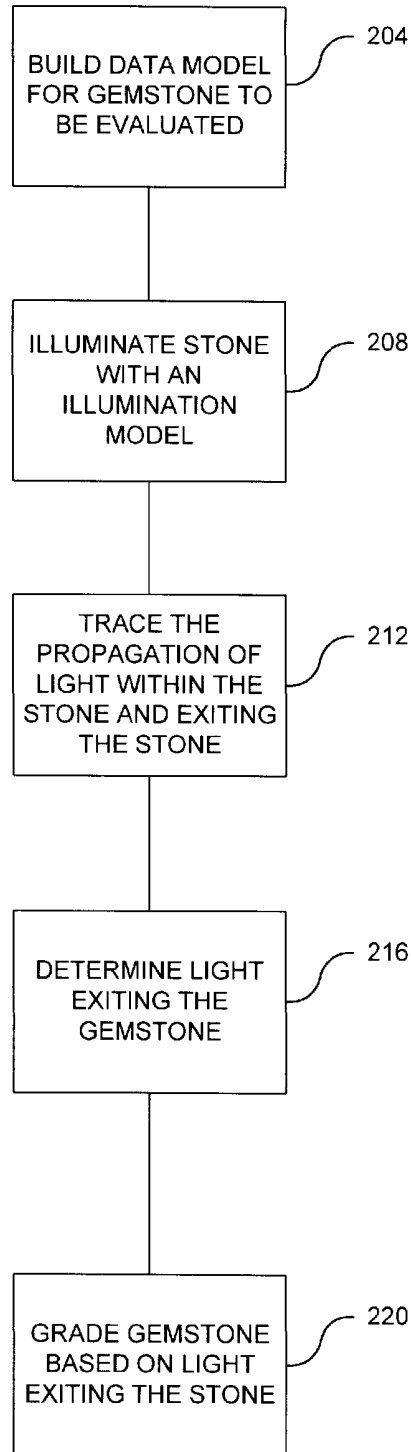 204
BUILD DATA MODEL
FOR GEMSTONE TO
BE EVALUATED
208
ILLUMINATE STONE
WITH AN
ILLUMINATION
MODEL
212
TRACE THE
PROPAGATION OF
LIGHT WITHIN THE
STONE AND EXITING
THE STONE
216
DETERMINE LIGHT
EXITING THE
GEMSTONE
220
GRADE GEMSTONE
BASED ON LIGHT
EXITING THE STONE